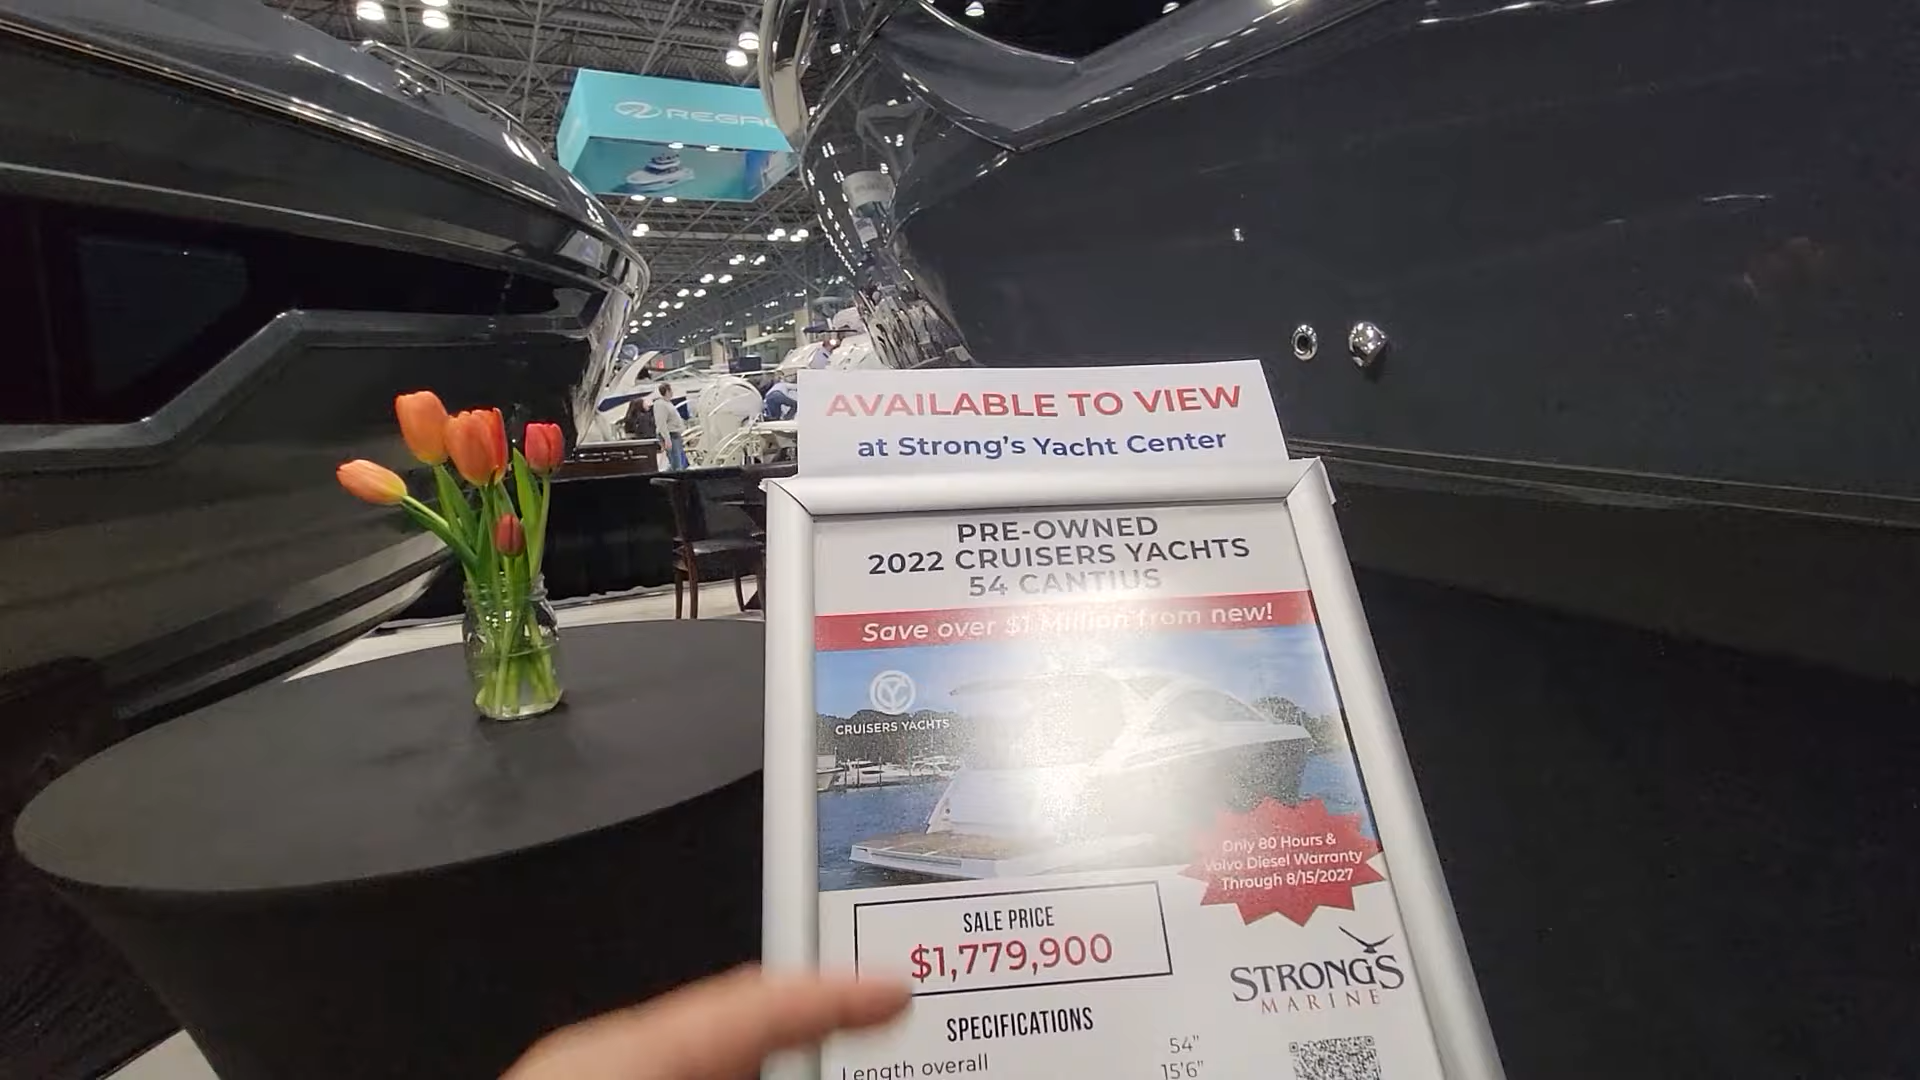 AVAILABLE TO VIEW
at Strong's Yacht Center
PRE-OWNED
2022 CRUISERS YACHTS
54 CANTIUS
Save over $1 Million from new!
CRUISERS YACHTS
Only 80 Hours &
Volvo Diesel Warranty
Through 8/15/2027
SALE PRICE
$1,779,900
STRONG'S
MARINE
SPECIFICATIONS
Length overall 54"
15'6"